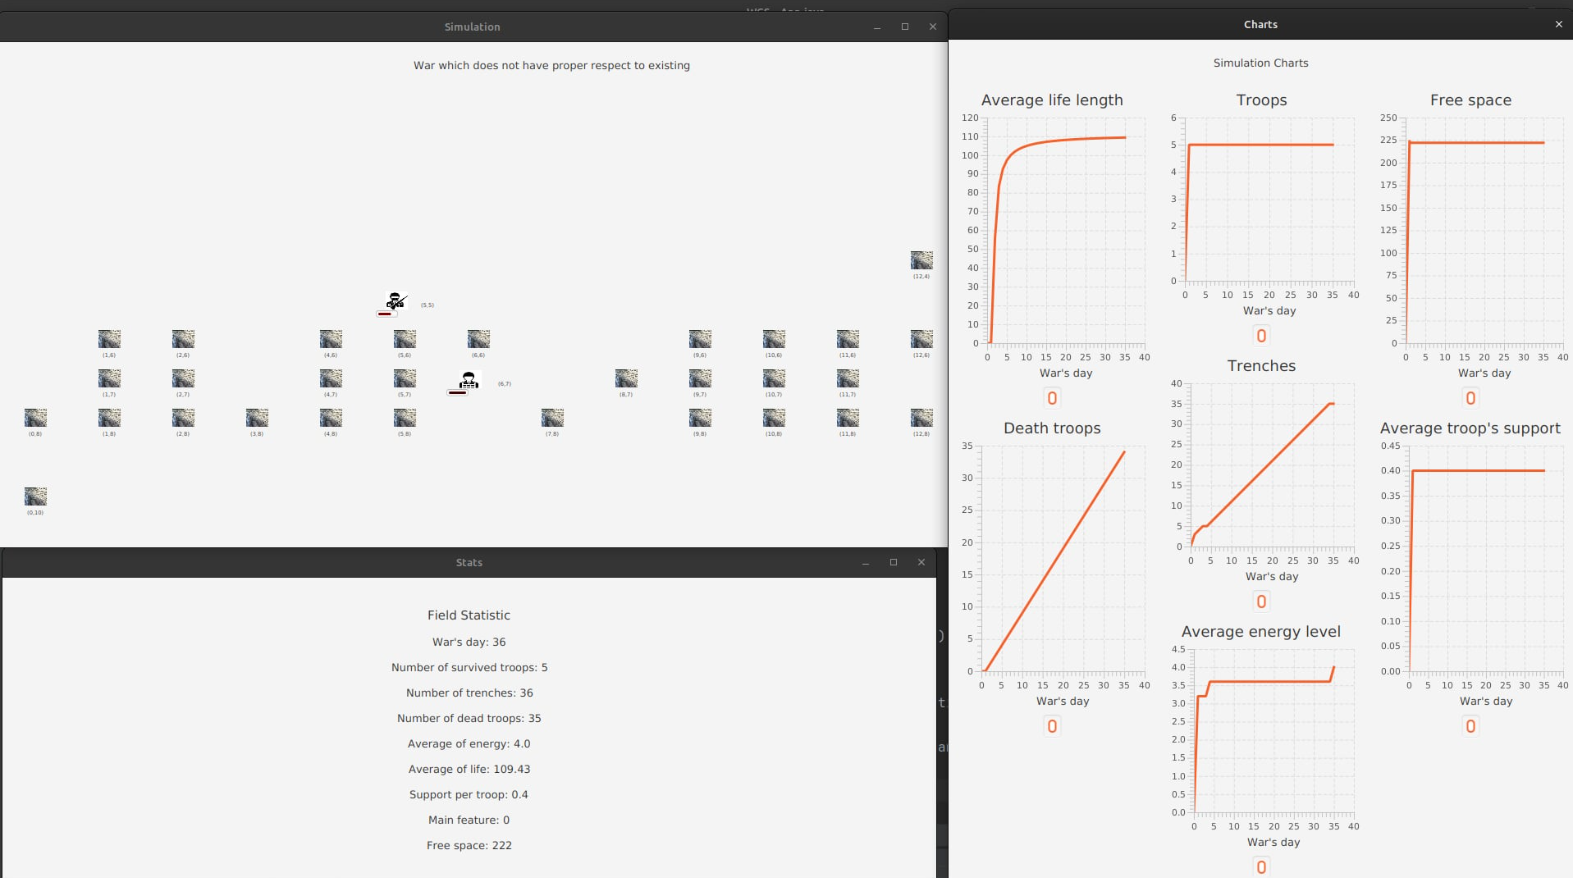 WSS - App.java
Simulation
War which does not have proper respect to existing
(12,4)
(5,5)
(1,6) (2,6) (4,6) (5,6) (6,6) (9,6) (10,6) (11,6) (12,6)
(1,7) (2,7) (4,7) (5,7) (6,7) (8,7) (9,7) (10,7) (11,7)
(0,8) (1,8) (2,8) (3,8) (4,8) (5,8) (7,8) (9,8) (10,8) (11,8) (12,8)
(0,10)
Stats
Field Statistic
War's day: 36
Number of survived troops: 5
Number of trenches: 36
Number of dead troops: 35
Average of energy: 4.0
Average of life: 109.43
Support per troop: 0.4
Main feature: 0
Free space: 222
)
t
a
Charts
Simulation Charts
Average life length
120
110
100
90
80
70
60
50
40
30
20
10
0
0 5 10 15 20 25 30 35 40
War's day
0
Death troops
35
30
25
20
15
10
5
0
0 5 10 15 20 25 30 35 40
War's day
0
Troops
6
5
4
3
2
1
0
0 5 10 15 20 25 30 35 40
War's day
0
Trenches
40
35
30
25
20
15
10
5
0
0 5 10 15 20 25 30 35 40
War's day
0
Average energy level
4.5
4.0
3.5
3.0
2.5
2.0
1.5
1.0
0.5
0.0
0 5 10 15 20 25 30 35 40
War's day
0
Free space
250
225
200
175
150
125
100
75
50
25
0
0 5 10 15 20 25 30 35 40
War's day
0
Average troop's support
0.45
0.40
0.35
0.30
0.25
0.20
0.15
0.10
0.05
0.00
0 5 10 15 20 25 30 35 40
War's day
0